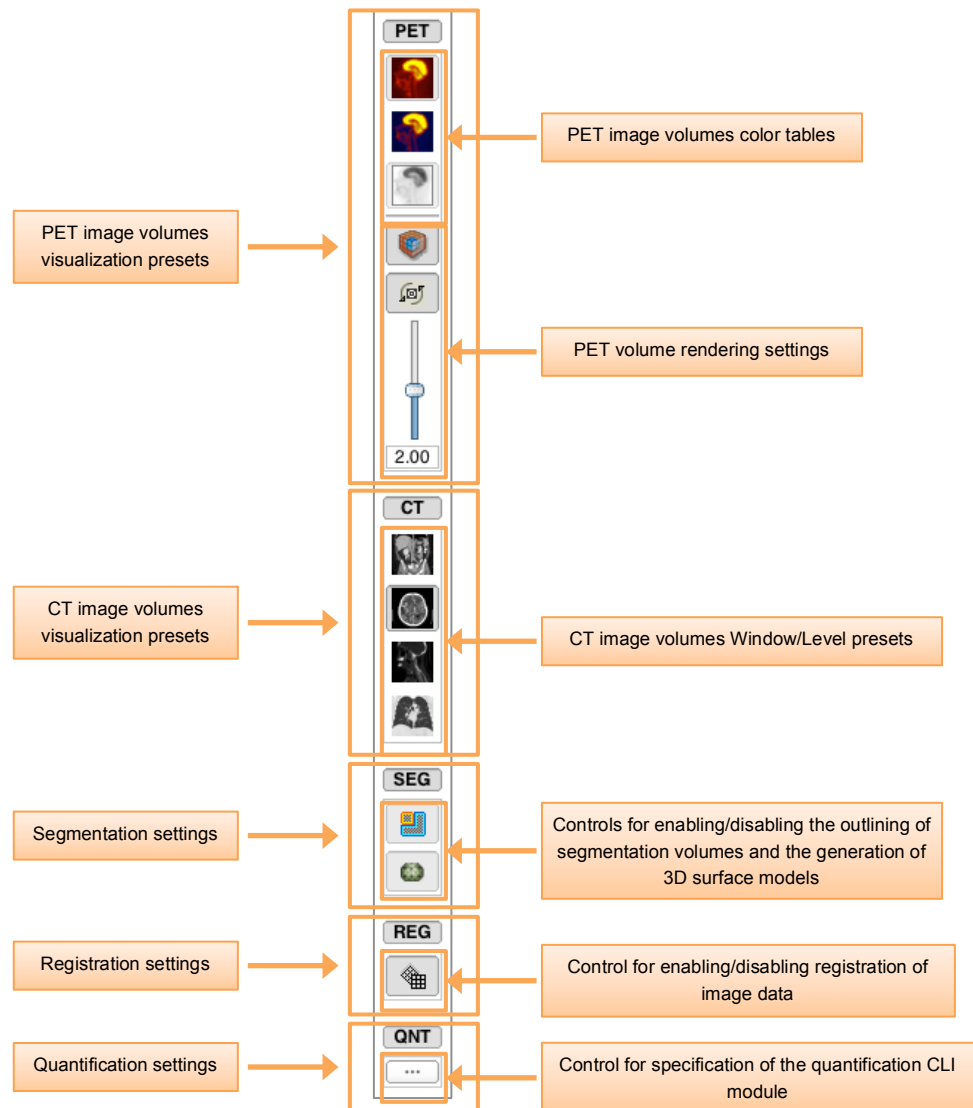 PET
PET image volumes color tables
PET image volumes
visualization presets
PET volume rendering settings
2.00
CT
CT image volumes
visualization presets
CT image volumes Window/Level presets
SEG
Segmentation settings
Controls for enabling/disabling the outlining of
segmentation volumes and the generation of
3D surface models
REG
Registration settings
Control for enabling/disabling registration of
image data
QNT
Quantification settings
...
Control for specification of the quantification CLI
module